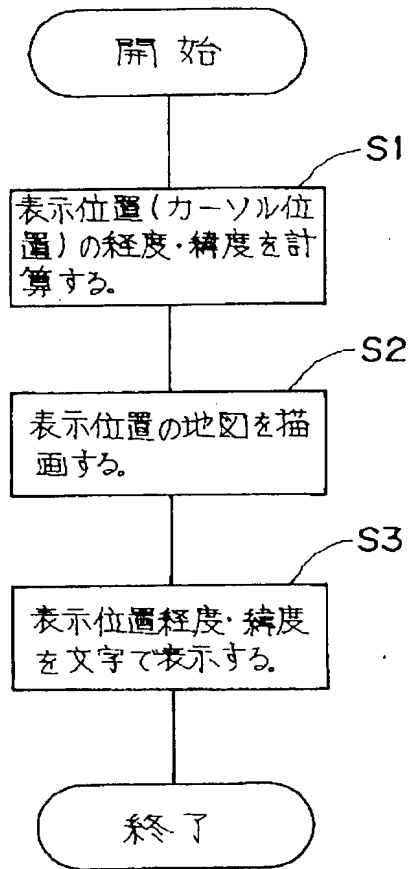 開始
S1
表示位置(カーソル位
置)の経度・緯度を計
算する。
S2
表示位置の地図を描
画する。
S3
表示位置経度・緯度
を文字で表示する。
終了